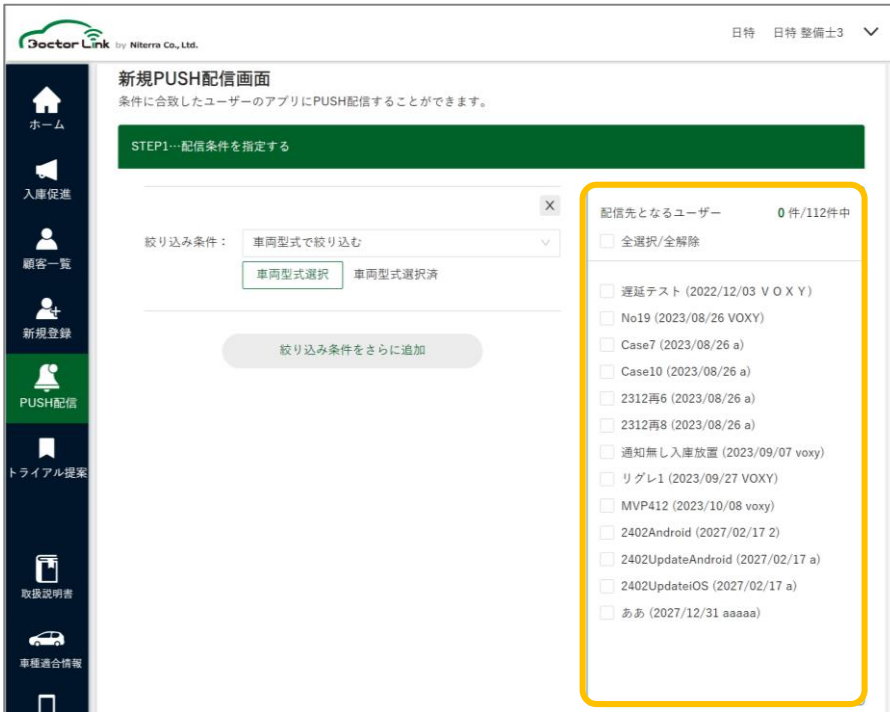 Doctor Link by Niterra Co., Ltd.
日特 日特 整備士3
ホーム
入庫促進
顧客一覧
新規登録
PUSH配信
トライアル提案
取扱説明書
車種適合情報
新規PUSH配信画面
条件に合致したユーザーのアプリにPUSH配信することができます。
STEP1…配信条件を指定する
X
絞り込み条件： 車両型式で絞り込む
車両型式選択 車両型式選択済
絞り込み条件をさらに追加
配信先となるユーザー 0 件/112件中
全選択/全解除
遅延テスト (2022/12/03 ＶＯＸＹ)
No19 (2023/08/26 VOXY)
Case7 (2023/08/26 a)
Case10 (2023/08/26 a)
2312再6 (2023/08/26 a)
2312再8 (2023/08/26 a)
通知無し入庫放置 (2023/09/07 voxy)
リグレ1 (2023/09/27 VOXY)
MVP412 (2023/10/08 voxy)
2402Android (2027/02/17 2)
2402UpdateAndroid (2027/02/17 a)
2402UpdateiOS (2027/02/17 a)
ああ (2027/12/31 aaaaa)